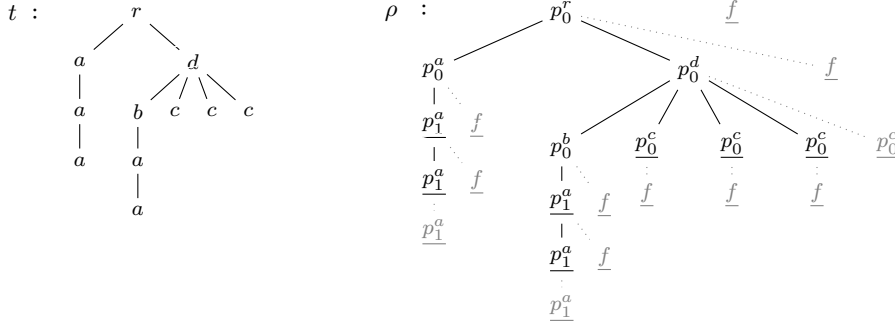 t : r ρ : p_0^r f
a d p_0^a p_0^d f
a b c c c p_1^a f p_0^b p_0^c p_0^c p_0^c p_0^c
a a p_1^a f p_1^a f f f f
a p_1^a p_1^a f
p_1^a